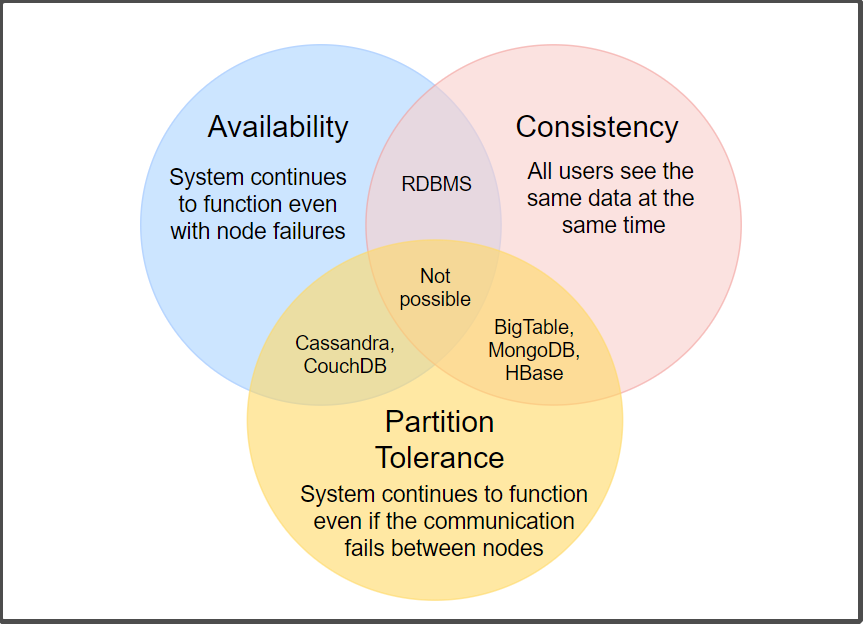 Availability
System continues
to function even
with node failures
RDBMS
Consistency
All users see the
same data at the
same time
Not
possible
Cassandra,
CouchDB
BigTable,
MongoDB,
HBase
Partition
Tolerance
System continues to function
even if the communication
fails between nodes